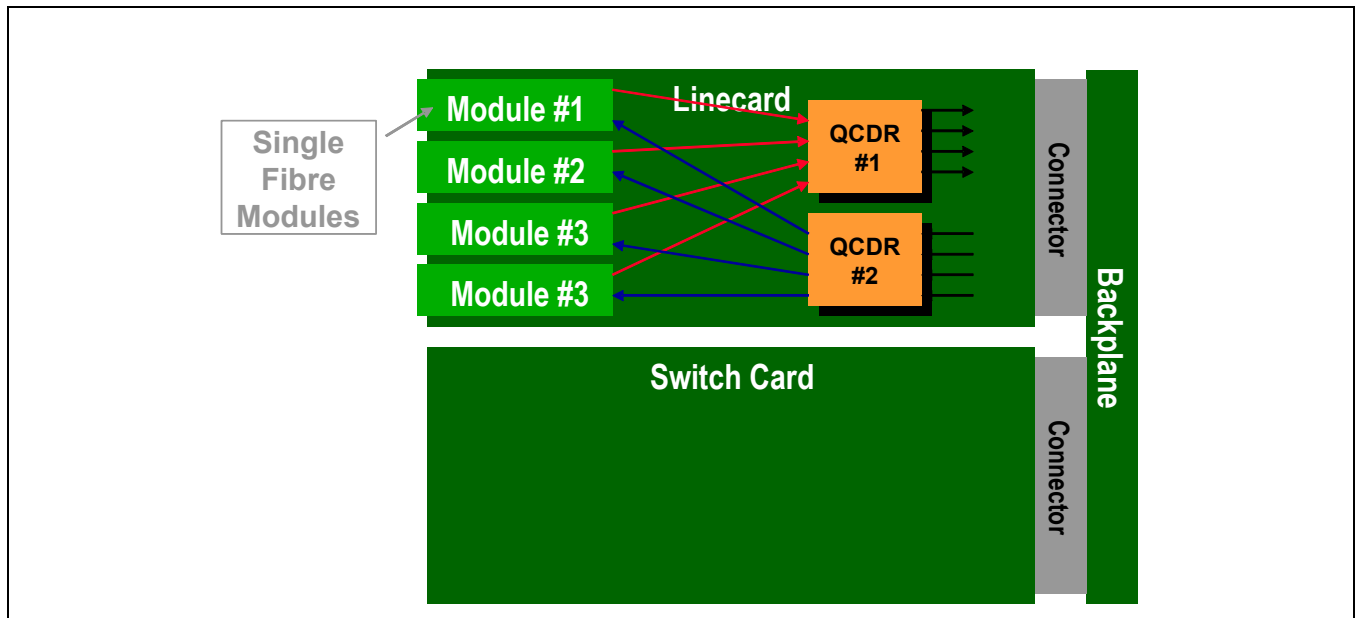 Linecard
Module #1
Module #2
Module #3
Module #3
Single
Fibre
Modules
QCDR
#1
QCDR
#2
Connector
Backplane
Switch Card
Connector